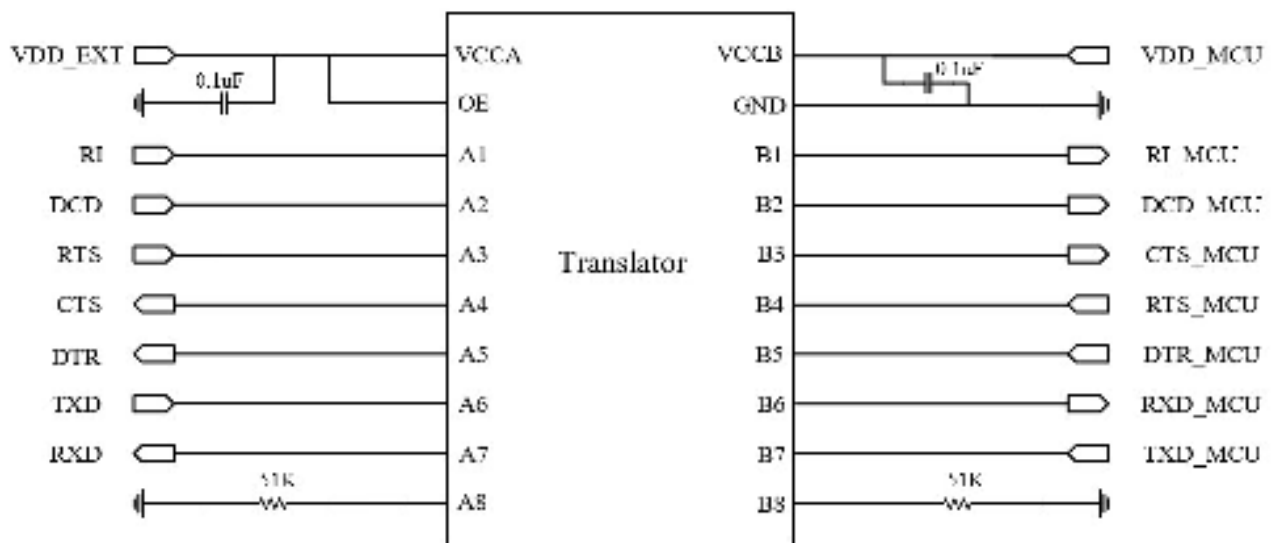 VDD_EXT VCCA VCCB VDD_MCU
0.1uF 0.1uF
OE GND
RI A1 B1 RI_MCU
DCD A2 B2 DCD_MCU
RTS A3 Translator B3 CTS_MCU
CTS A4 B4 RTS_MCU
DTR A5 B5 DTR_MCU
TXD A6 B6 RXD_MCU
RXD A7 B7 TXD_MCU
51K 51K
A8 B8